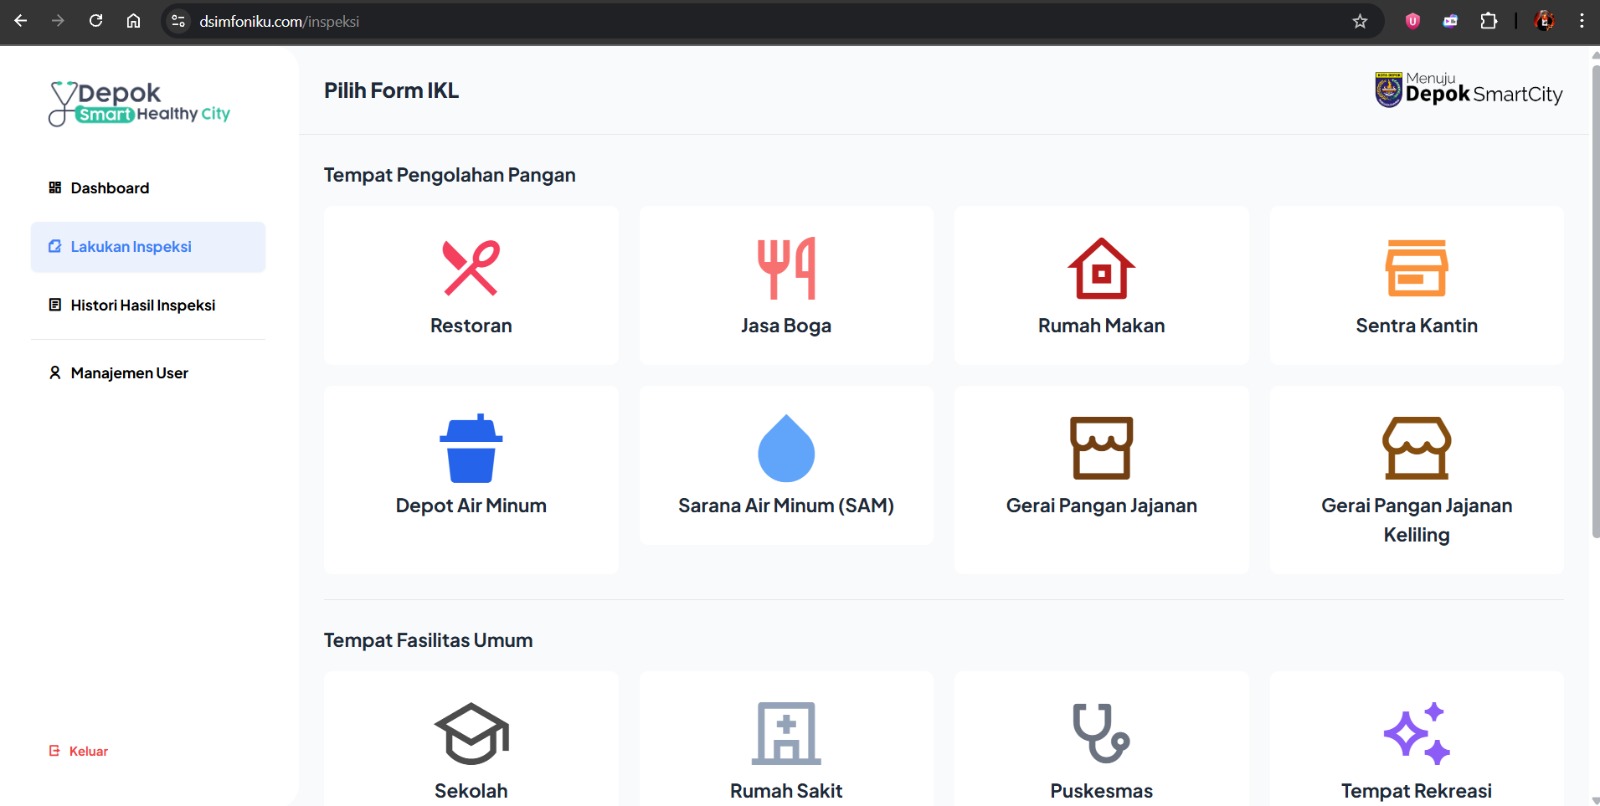 dsimfoniku.com/inspeksi
Depok
Smart Healthy City
Pilih Form IKL
Menuju
Depok SmartCity
Dashboard
Lakukan Inspeksi
Histori Hasil Inspeksi
Manajemen User
Keluar
Tempat Pengolahan Pangan
Restoran
Jasa Boga
Rumah Makan
Sentra Kantin
Depot Air Minum
Sarana Air Minum (SAM)
Gerai Pangan Jajanan
Gerai Pangan Jajanan
Keliling
Tempat Fasilitas Umum
Sekolah
Rumah Sakit
Puskesmas
Tempat Rekreasi